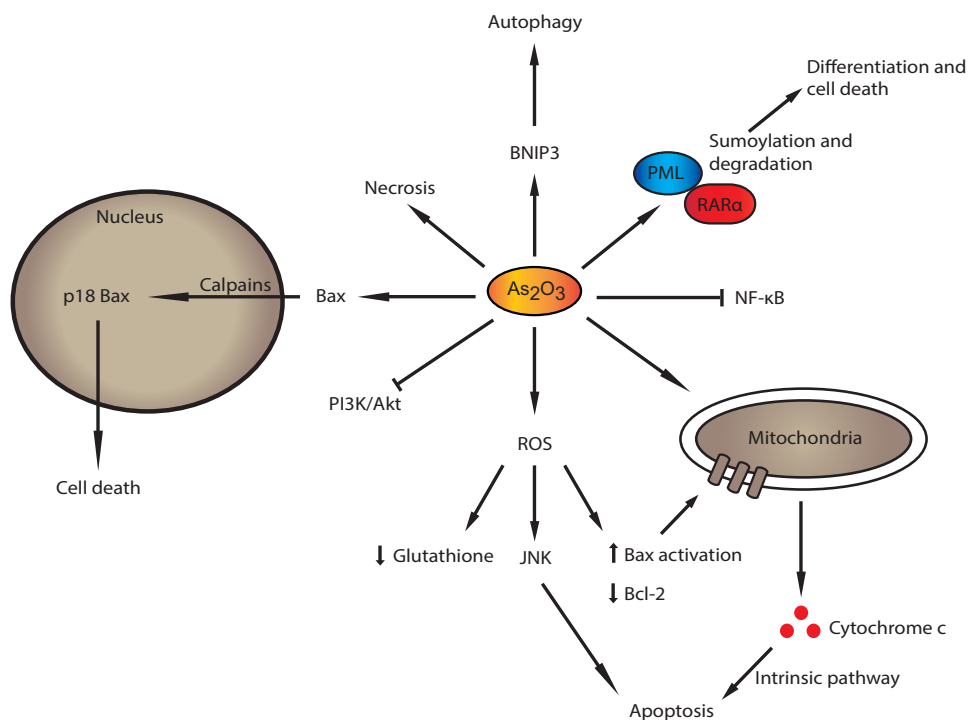 Autophagy
Differentiation and
cell death
BNIP3
Sumoylation and
degradation
PML
RARα
Necrosis
Nucleus
p18 Bax
Calpains
Bax
As₂O₃
NF-κB
PI3K/Akt
ROS
Mitochondria
Cell death
Glutathione
JNK
Bax activation
Bcl-2
Cytochrome c
Intrinsic pathway
Apoptosis